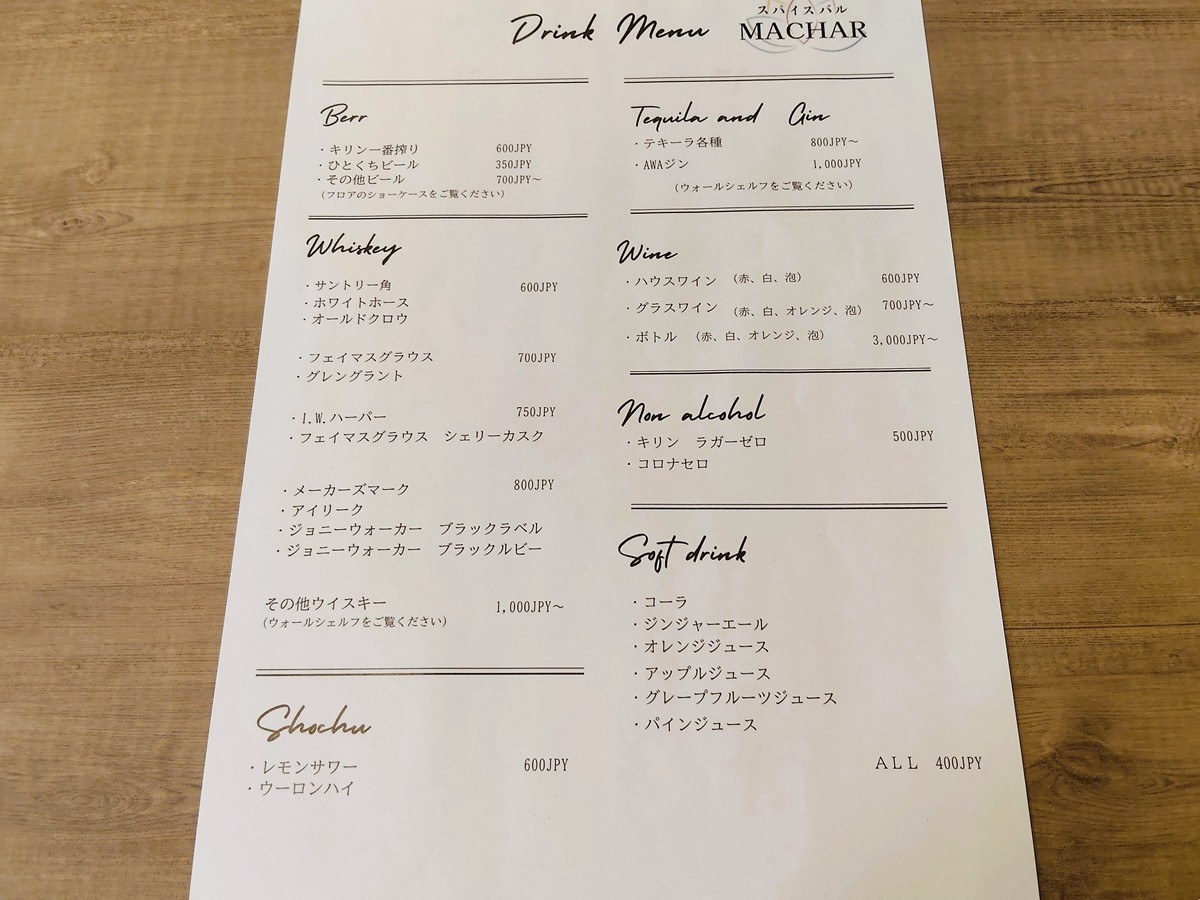 Drink Menu
スパイスバル
MACHAR
Berr
・キリン一番搾り 600JPY
・ひとくちビール 350JPY
・その他ビール 700JPY〜
(フロアのショーケースをご覧ください)
Whiskey
・サントリー角 600JPY
・ホワイトホース
・オールドクロウ
・フェイマスグラウス 700JPY
・グレングラント
・I.W.ハーパー 750JPY
・フェイマスグラウス シェリーカスク
・メーカーズマーク 800JPY
・アイリーク
・ジョニーウォーカー ブラックラベル
・ジョニーウォーカー ブラックルビー
その他ウイスキー 1,000JPY〜
(ウォールシェルフをご覧ください)
Shochu
・レモンサワー 600JPY
・ウーロンハイ
Tequila and Gin
・テキーラ各種 800JPY〜
・AWAジン 1,000JPY
(ウォールシェルフをご覧ください)
Wine
・ハウスワイン (赤、白、泡) 600JPY
・グラスワイン (赤、白、オレンジ、泡) 700JPY〜
・ボトル (赤、白、オレンジ、泡) 3,000JPY〜
Non alcohol
・キリン ラガーゼロ 500JPY
・コロナセロ
Soft drink
・コーラ
・ジンジャーエール
・オレンジジュース
・アップルジュース
・グレープフルーツジュース
・パインジュース
ALL 400JPY